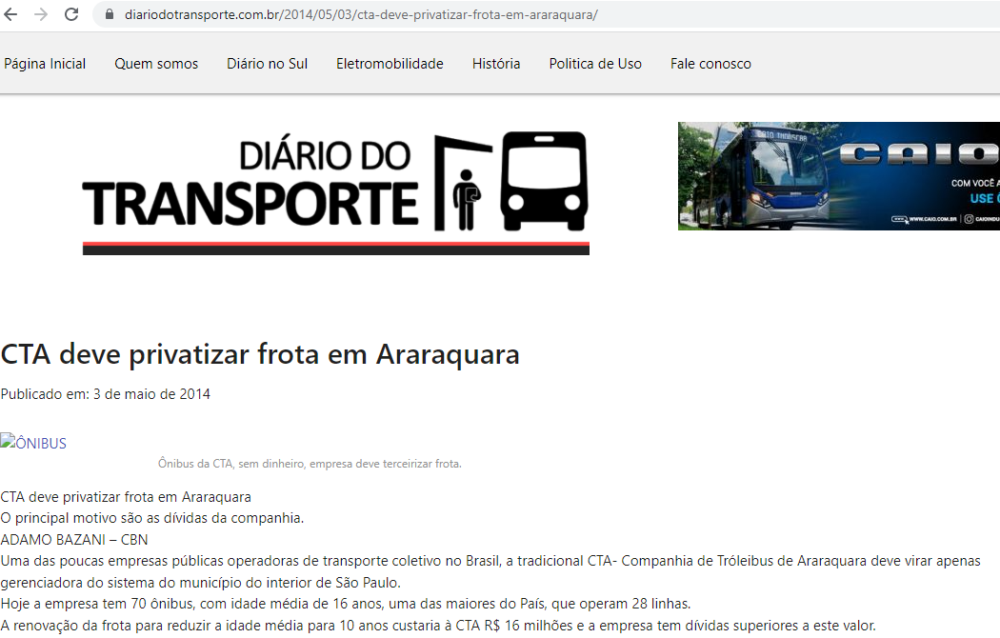 diariodotransporte.com.br/2014/05/03/cta-deve-privatizar-frota-em-araraquara/
Página Inicial Quem somos Diário no Sul Eletromobilidade História Politica de Uso Fale conosco
DIÁRIO DO
TRANSPORTE
CAIO INDUSCAR
CAIO
COM VOCÊ A
USE
WWW.CAIO.COM.BR | CAIOINDU
CTA deve privatizar frota em Araraquara
Publicado em: 3 de maio de 2014
ÔNIBUS
Ônibus da CTA, sem dinheiro, empresa deve terceirizar frota.
CTA deve privatizar frota em Araraquara
O principal motivo são as dívidas da companhia.
ADAMO BAZANI – CBN
Uma das poucas empresas públicas operadoras de transporte coletivo no Brasil, a tradicional CTA- Companhia de Tróleibus de Araraquara deve virar apenas
gerenciadora do sistema do município do interior de São Paulo.
Hoje a empresa tem 70 ônibus, com idade média de 16 anos, uma das maiores do País, que operam 28 linhas.
A renovação da frota para reduzir a idade média para 10 anos custaria à CTA R$ 16 milhões e a empresa tem dívidas superiores a este valor.